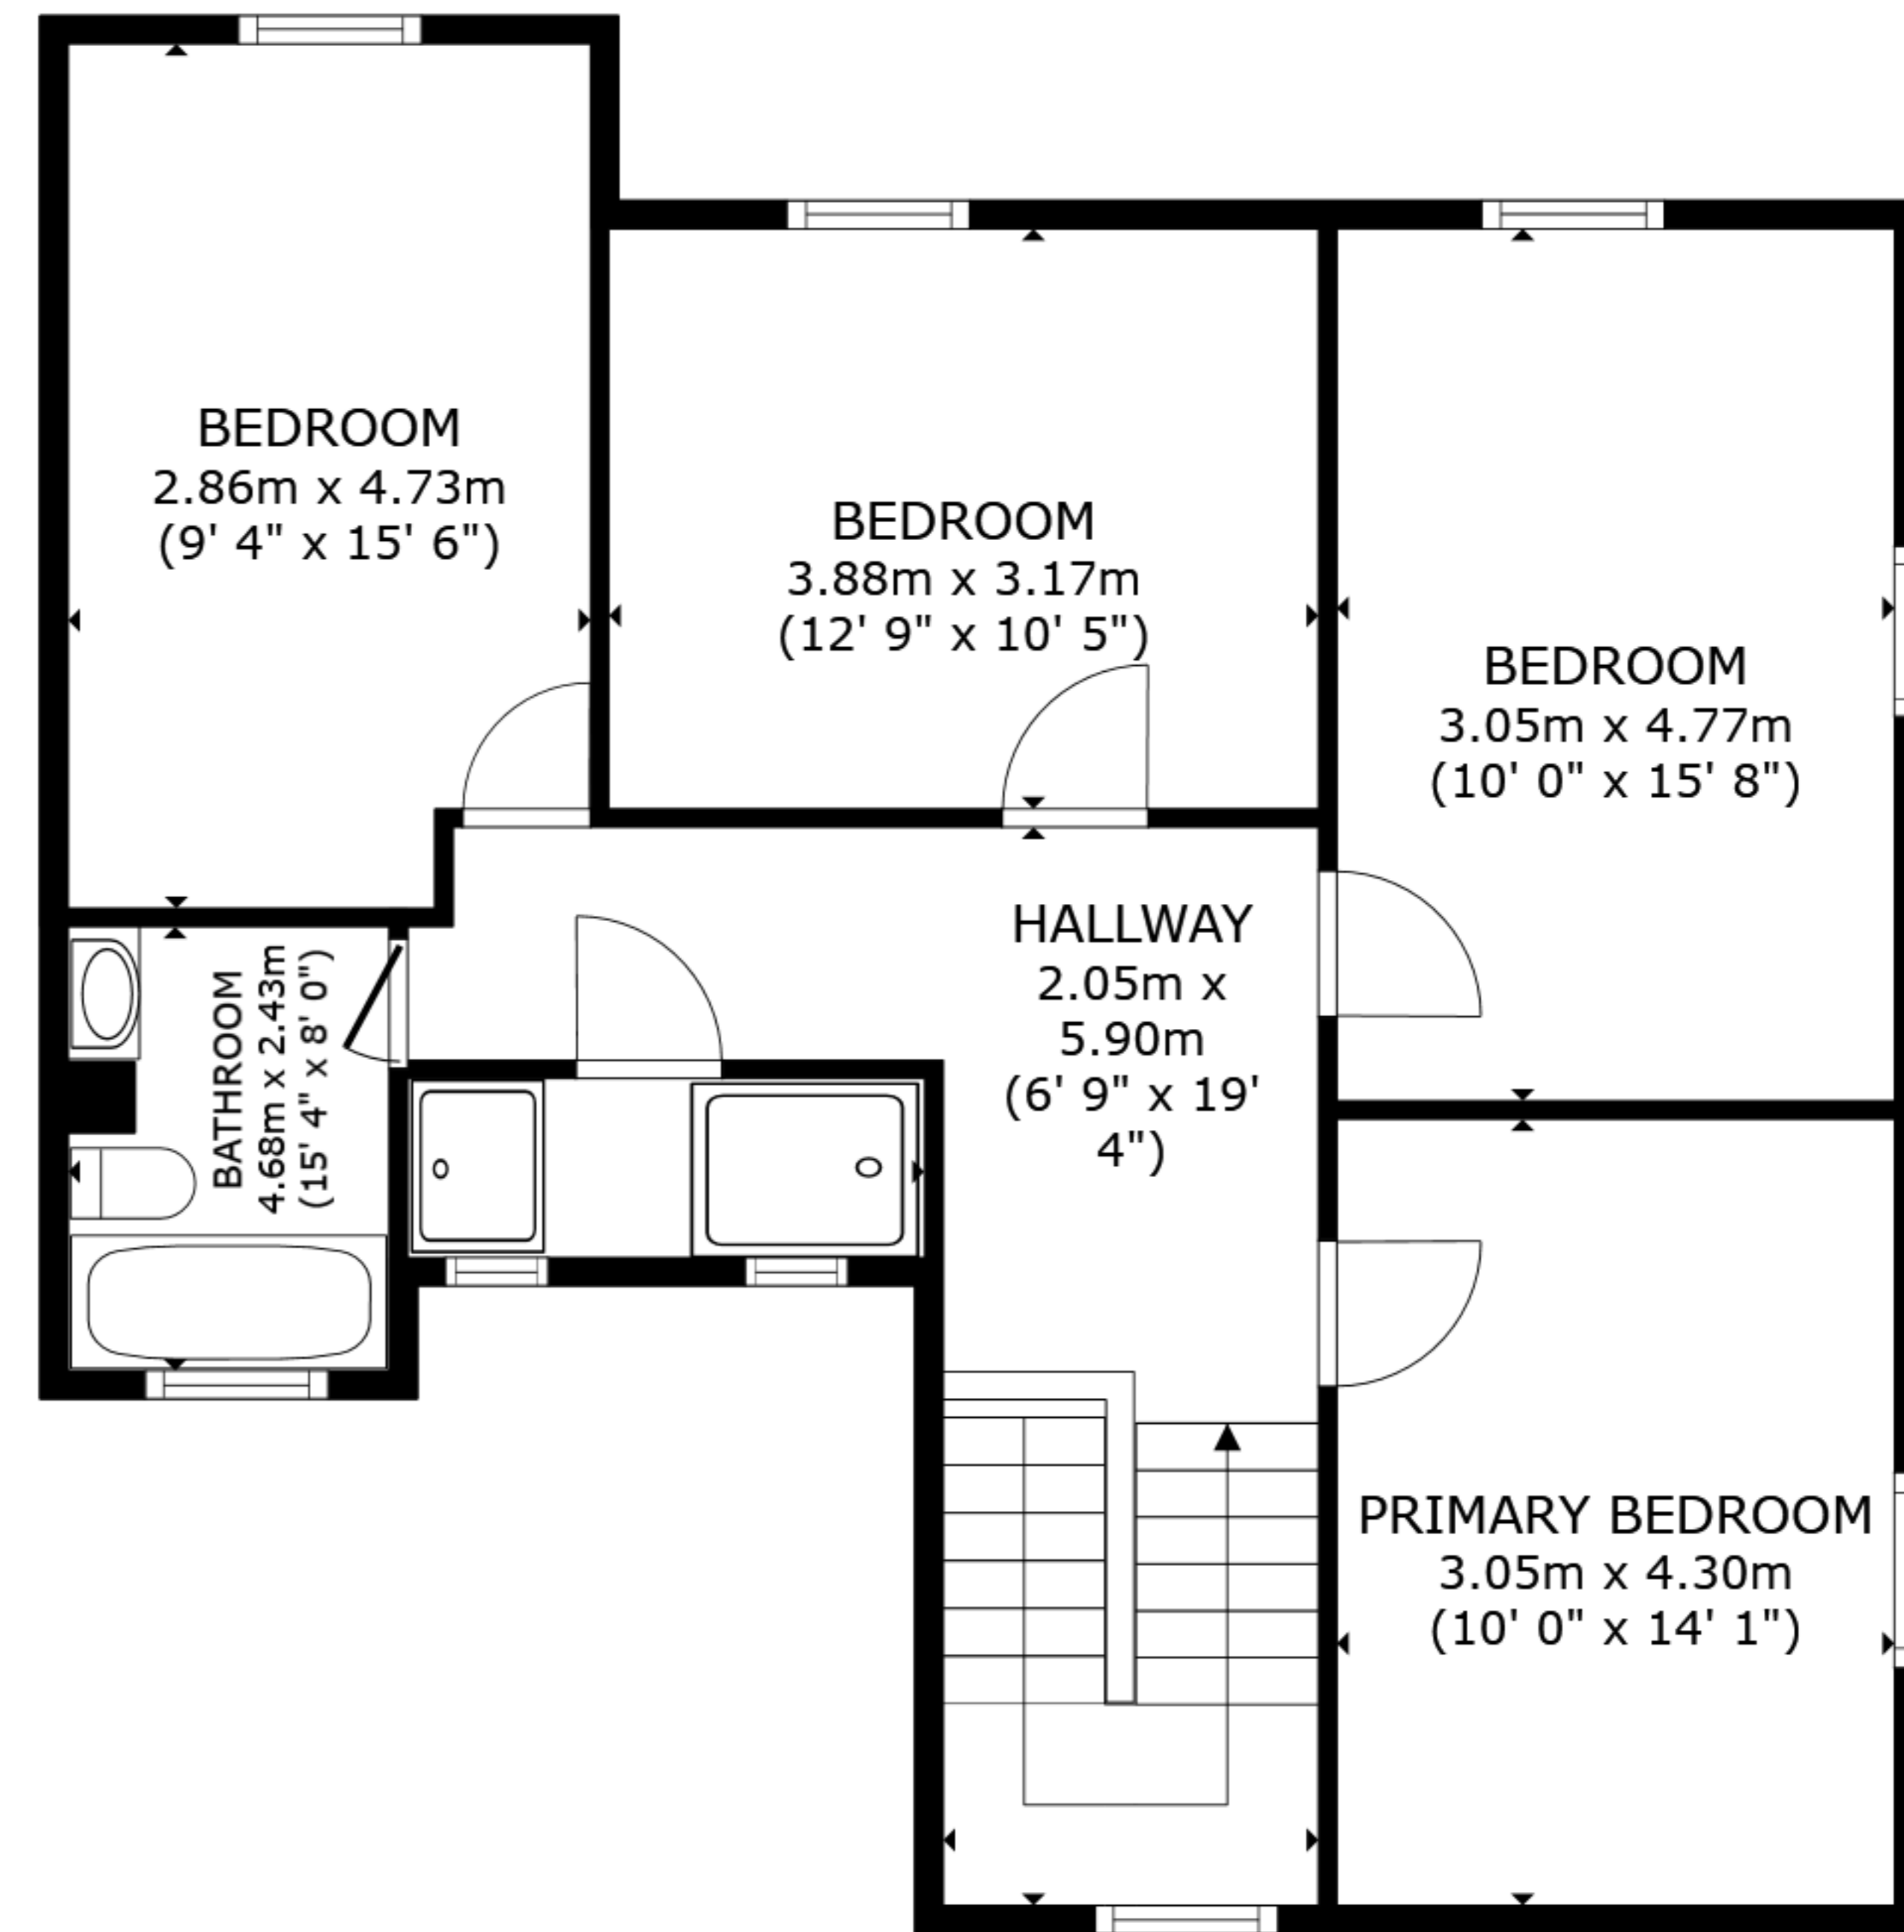 BEDROOM
2.86m x 4.73m
(9' 4" x 15' 6")
BEDROOM
3.88m x 3.17m
(12' 9" x 10' 5")
BEDROOM
3.05m x 4.77m
(10' 0" x 15' 8")
HALLWAY
2.05m x
5.90m
(6' 9" x 19'
4")
BATHROOM
4.68m x 2.43m
(15' 4" x 8' 0")
PRIMARY BEDROOM
3.05m x 4.30m
(10' 0" x 14' 1")